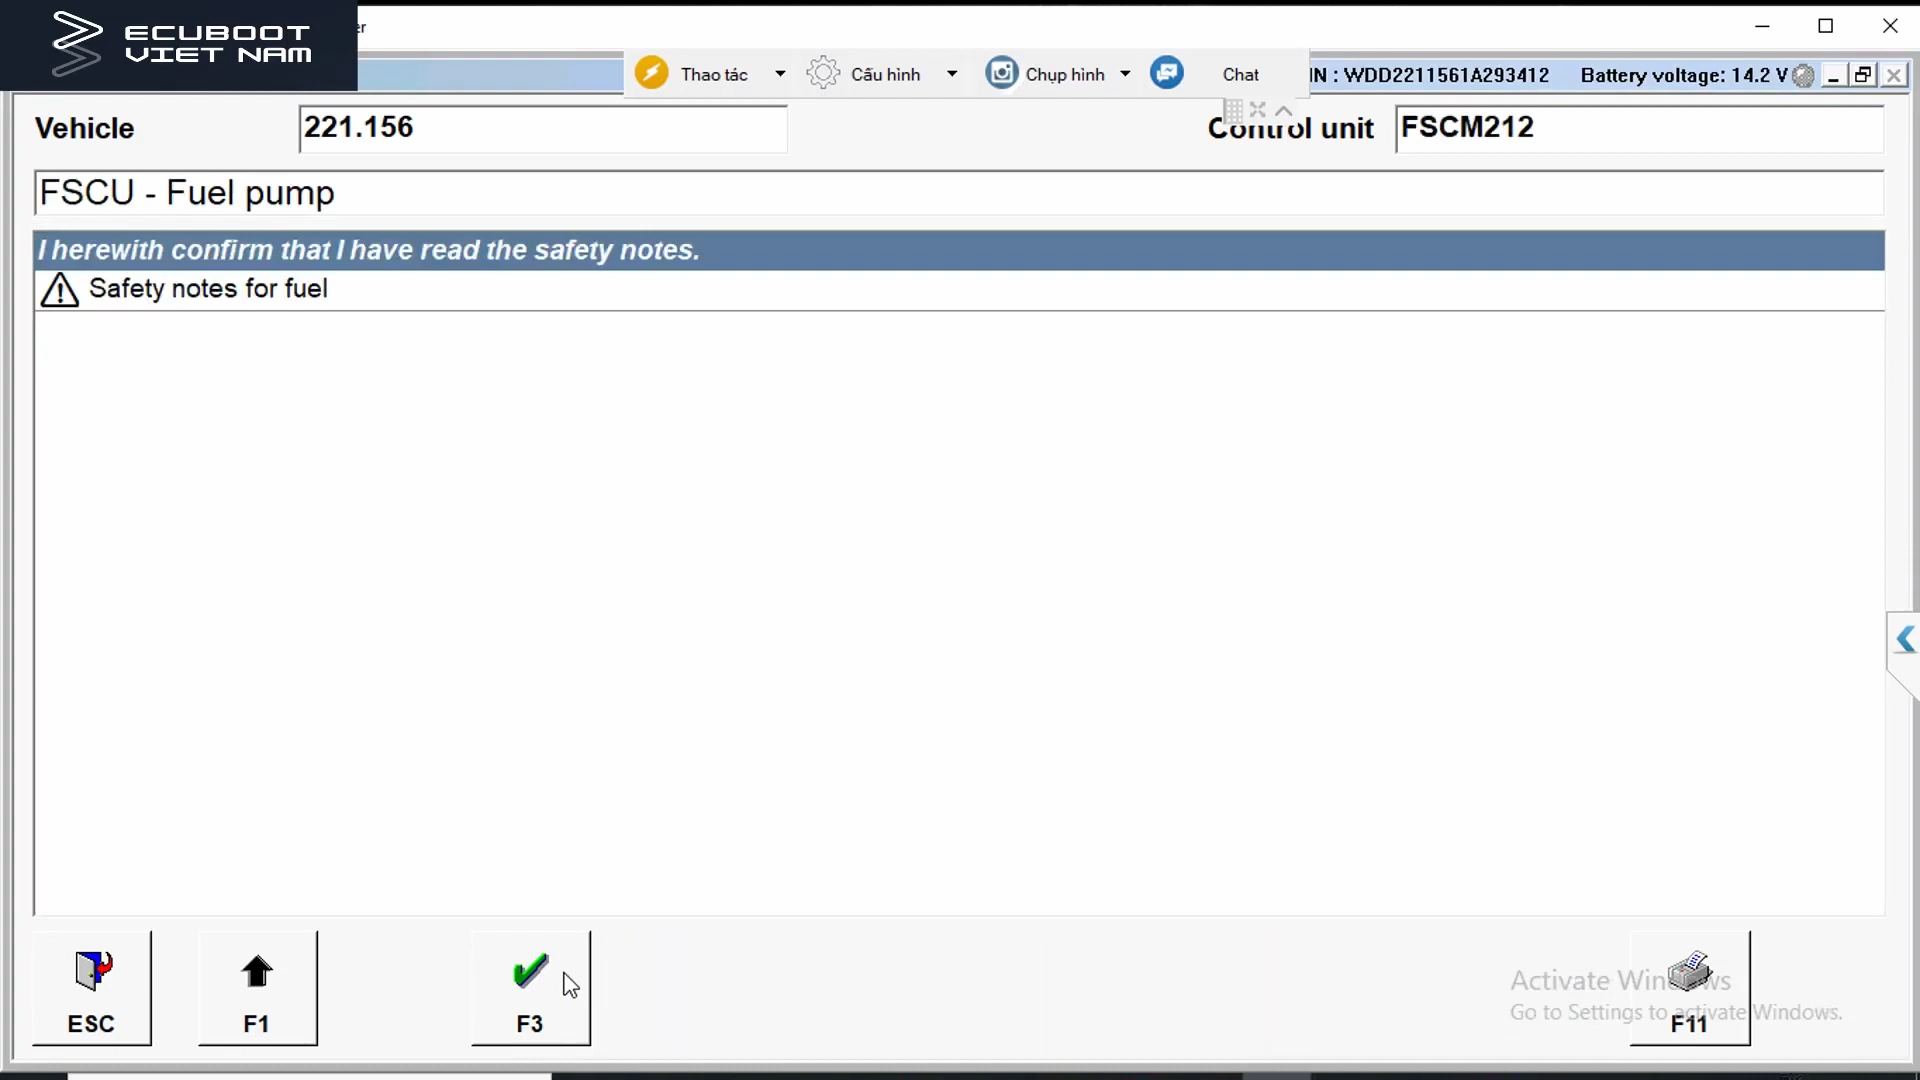 ECUBOOT
VIET NAM
er
Thao tác
Cấu hình
Chụp hình
Chat
IN : WDD2211561A293412
Battery voltage: 14.2 V
Vehicle
221.156
Control unit
FSCM212
FSCU - Fuel pump
I herewith confirm that I have read the safety notes.
Safety notes for fuel
ESC
F1
F3
F11
Activate Windows
Go to Settings to activate Windows.